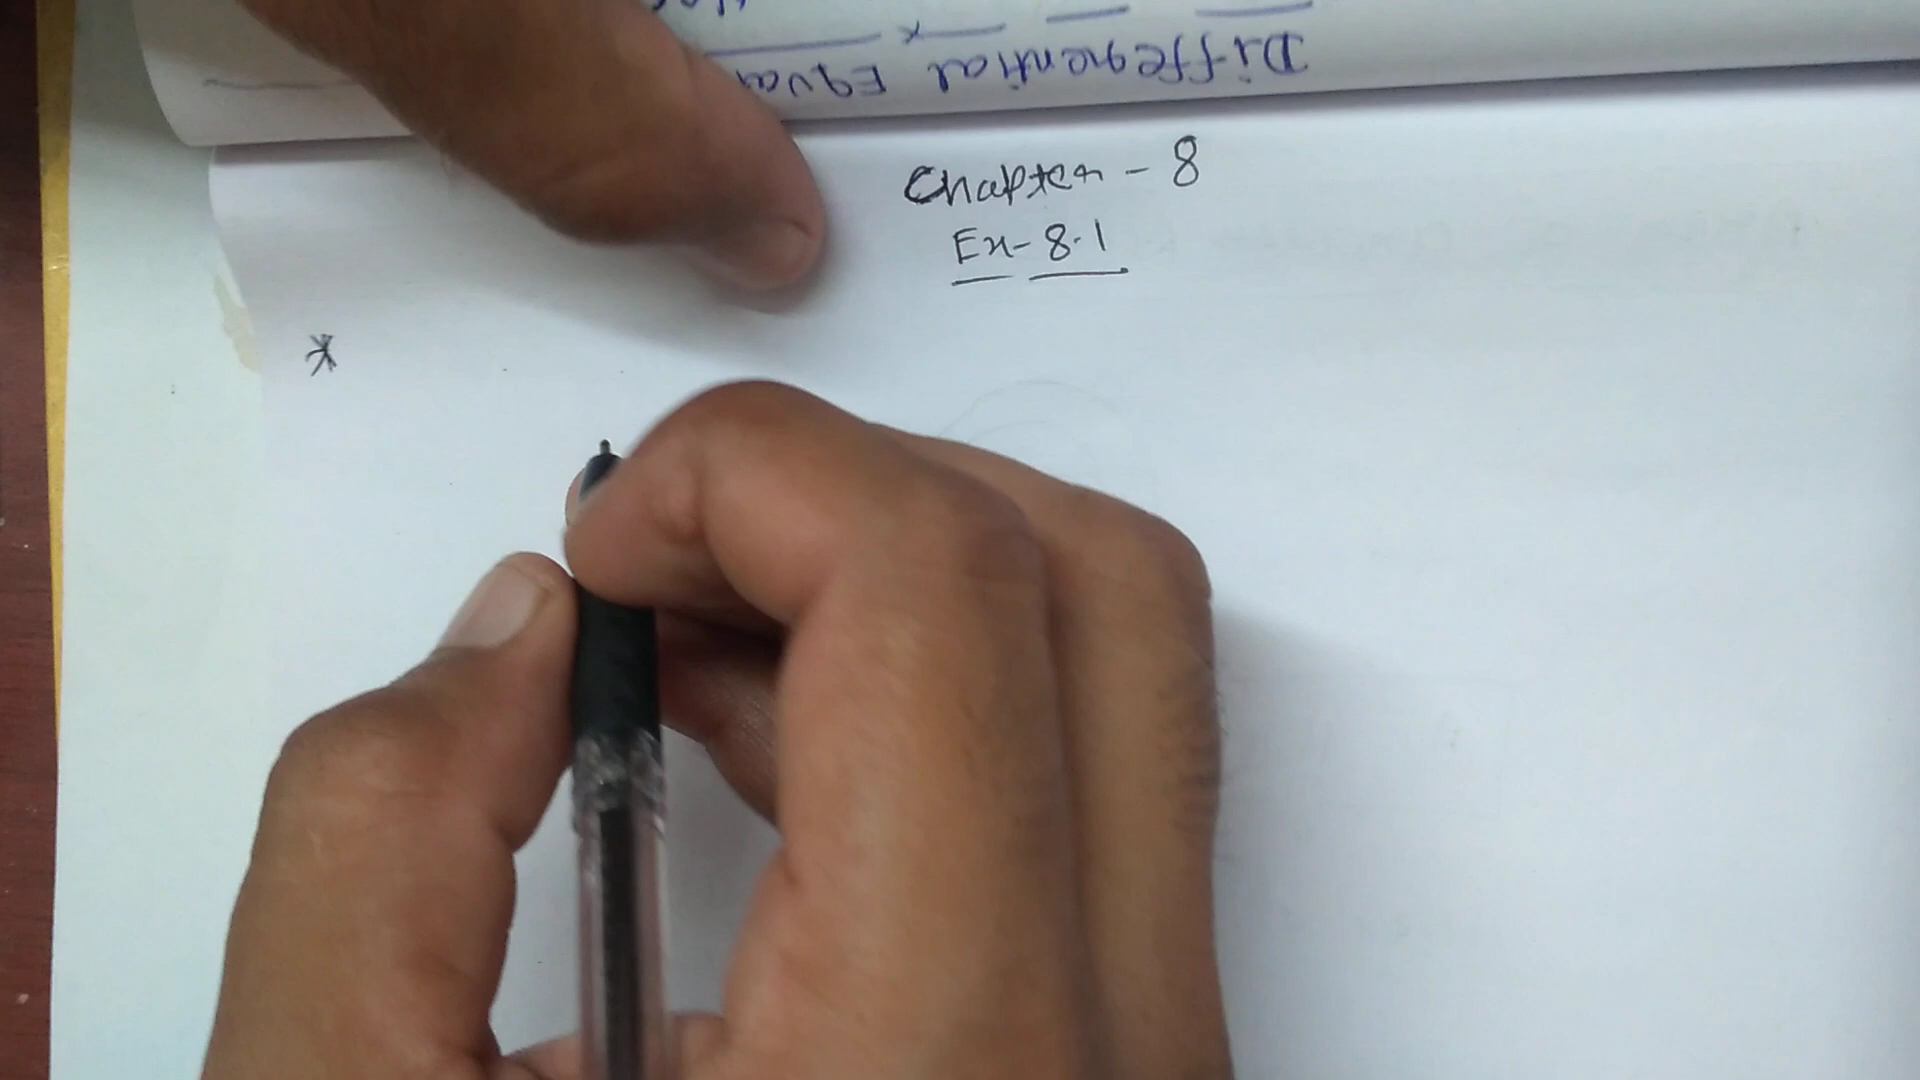 Differential Equa
Chapter - 8
Ex- 8.1
*